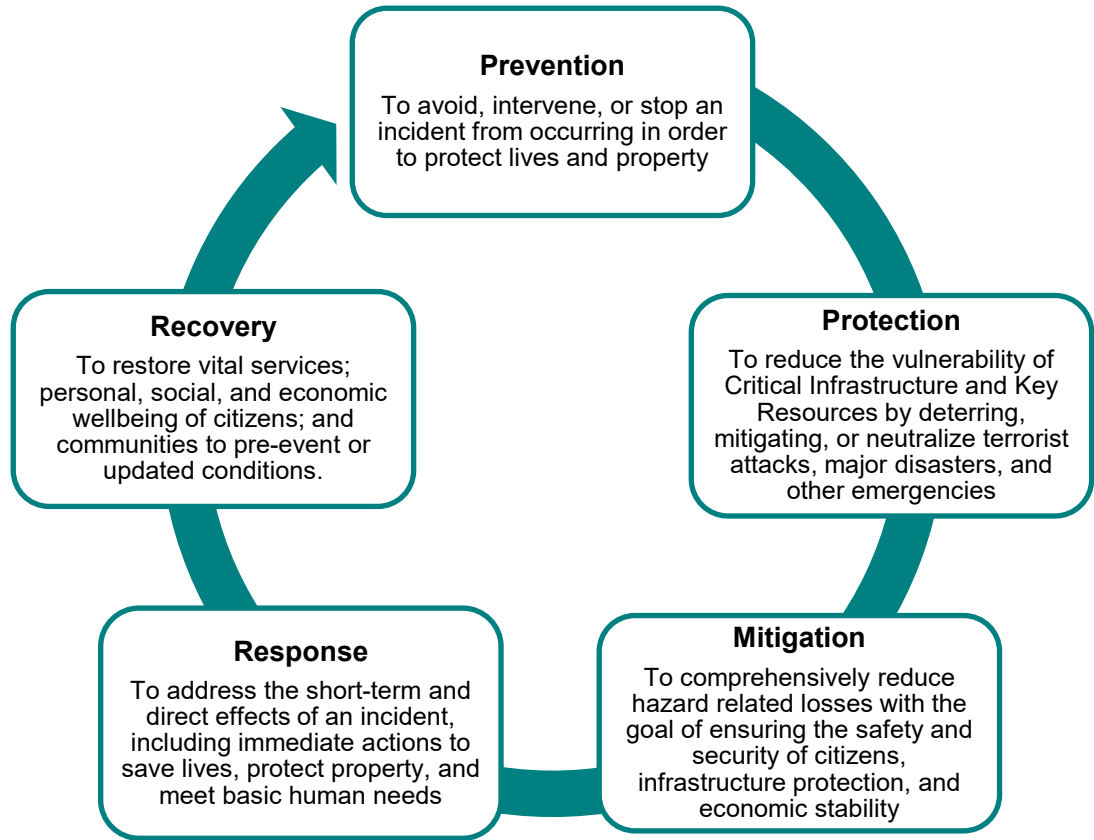 Prevention
To avoid, intervene, or stop an
incident from occurring in order
to protect lives and property
Protection
To reduce the vulnerability of
Critical Infrastructure and Key
Resources by deterring,
mitigating, or neutralize terrorist
attacks, major disasters, and
other emergencies
Mitigation
To comprehensively reduce
hazard related losses with the
goal of ensuring the safety and
security of citizens,
infrastructure protection, and
economic stability
Response
To address the short-term and
direct effects of an incident,
including immediate actions to
save lives, protect property, and
meet basic human needs
Recovery
To restore vital services;
personal, social, and economic
wellbeing of citizens; and
communities to pre-event or
updated conditions.